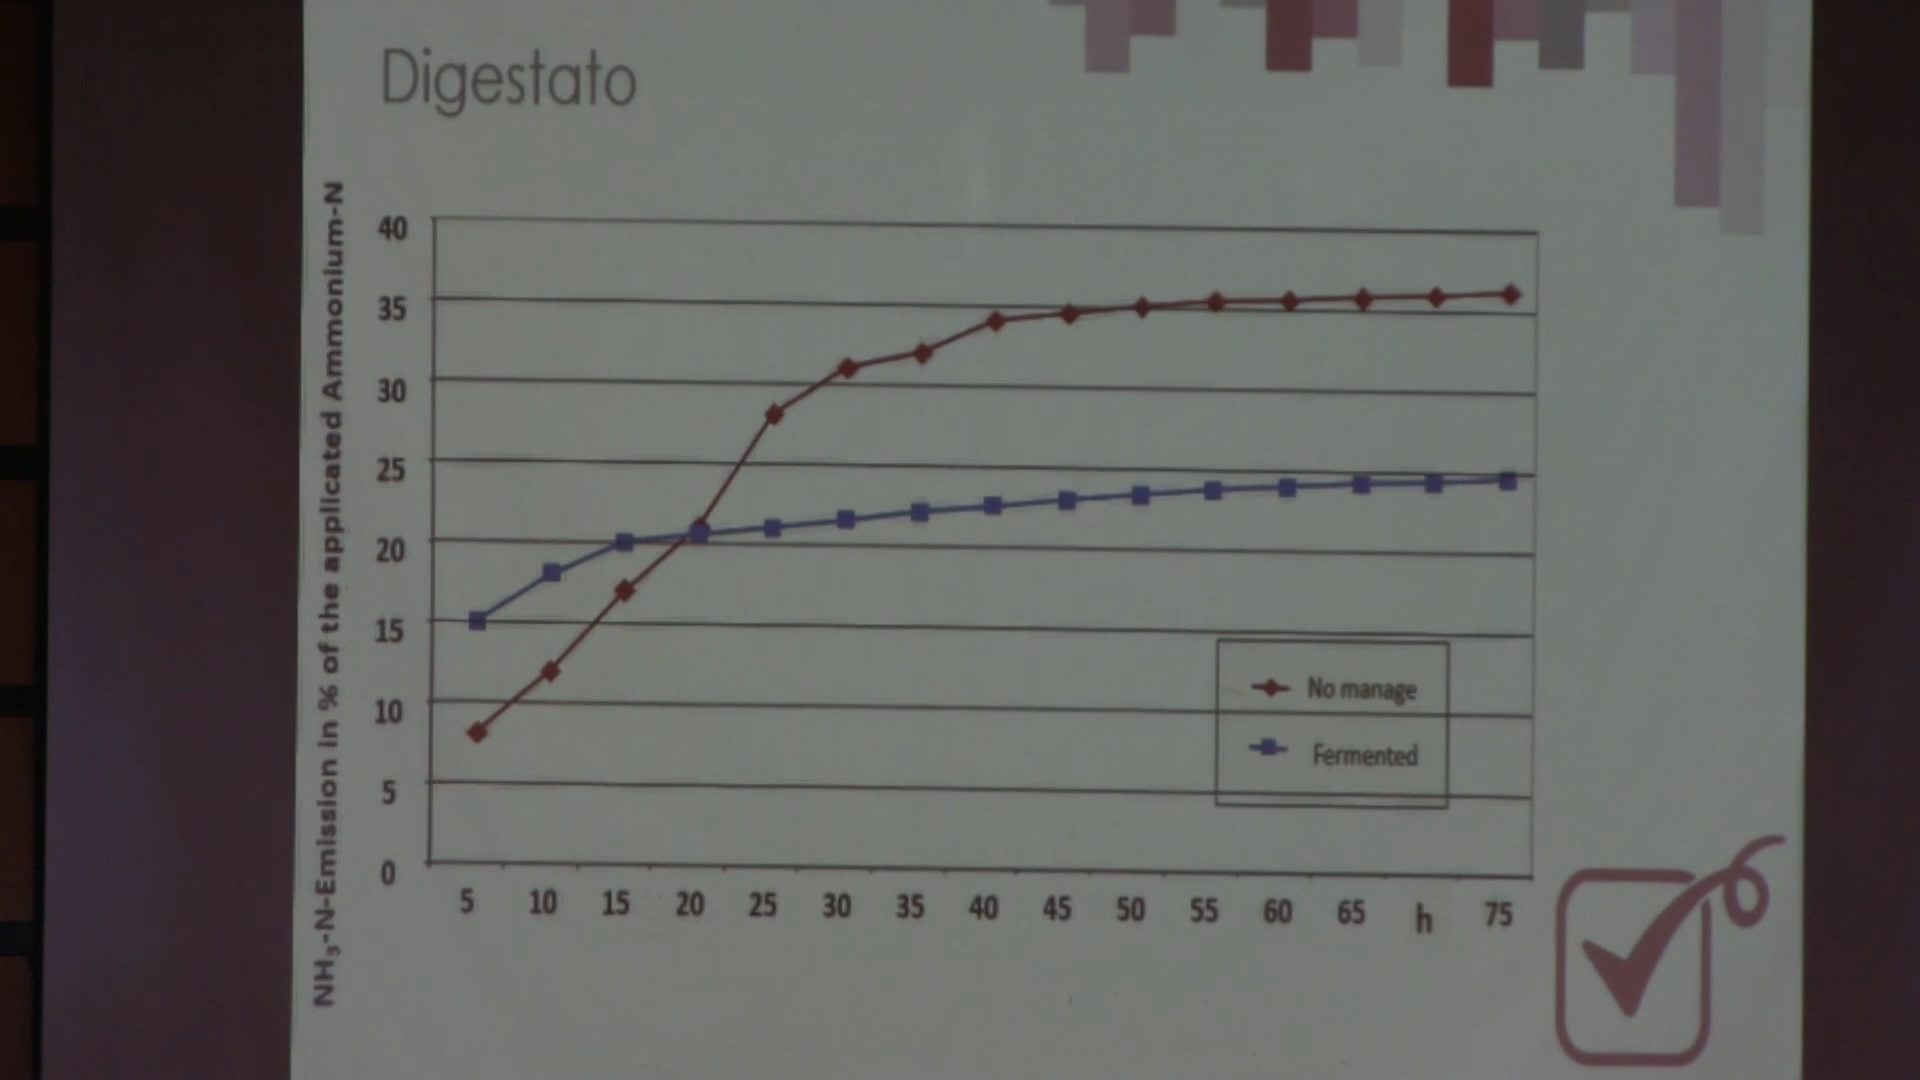 Digestato
NH3-N-Emission in % of the applicated Ammonium-N
40
35
30
25
20
15
10
5
0
No manage
Fermented
5 10 15 20 25 30 35 40 45 50 55 60 65 h 75